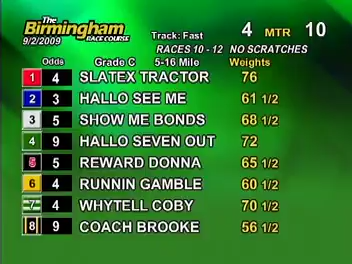 The
Birmingham
RACE COURSE
9/2/2009
Track: Fast
4 MTR 10
RACES 10 - 12 NO SCRATCHES
Odds Grade C 5-16 Mile Weights
1 4 SLATEX TRACTOR 76
2 3 HALLO SEE ME 61 1/2
3 5 SHOW ME BONDS 68 1/2
4 9 HALLO SEVEN OUT 72
5 5 REWARD DONNA 65 1/2
6 4 RUNNIN GAMBLE 60 1/2
7 4 WHYTELL COBY 70 1/2
8 9 COACH BROOKE 56 1/2